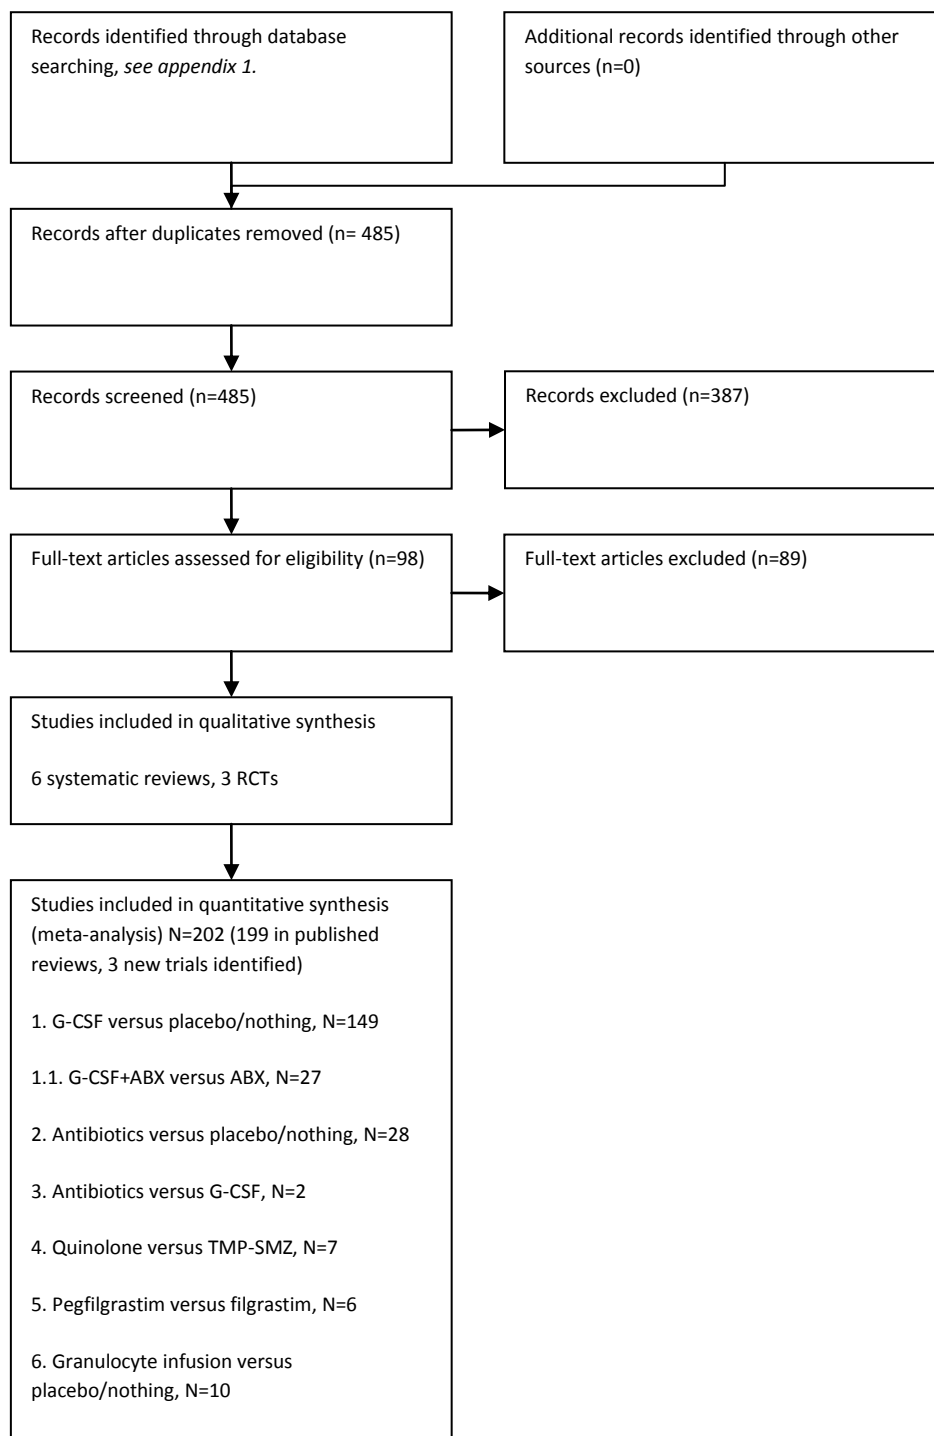 Records identified through database
searching, see appendix 1.
Additional records identified through other
sources (n=0)
Records after duplicates removed (n= 485)
Records screened (n=485)
Records excluded (n=387)
Full-text articles assessed for eligibility (n=98)
Full-text articles excluded (n=89)
Studies included in qualitative synthesis
6 systematic reviews, 3 RCTs
Studies included in quantitative synthesis
(meta-analysis) N=202 (199 in published
reviews, 3 new trials identified)
1. G-CSF versus placebo/nothing, N=149
1.1. G-CSF+ABX versus ABX, N=27
2. Antibiotics versus placebo/nothing, N=28
3. Antibiotics versus G-CSF, N=2
4. Quinolone versus TMP-SMZ, N=7
5. Pegfilgrastim versus filgrastim, N=6
6. Granulocyte infusion versus
placebo/nothing, N=10